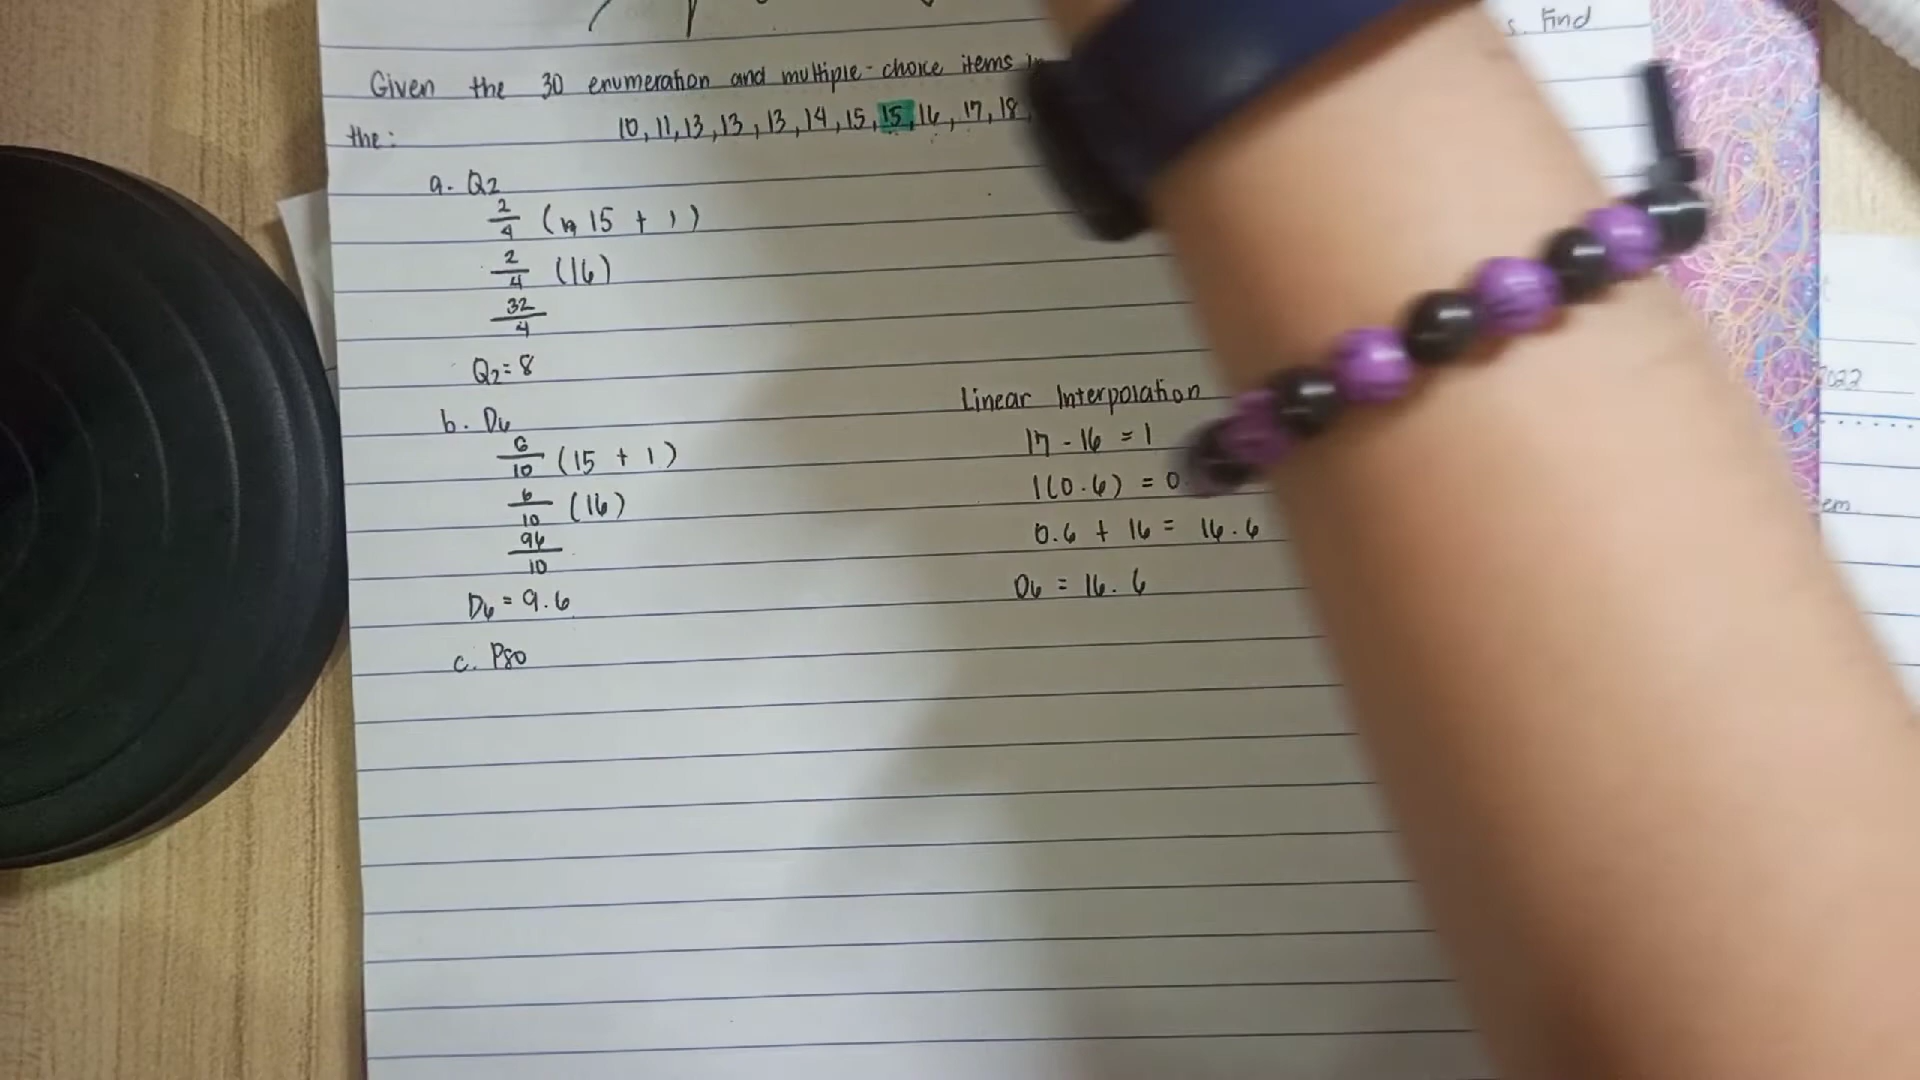 s. Find
Given the 30 enumeration and multiple-choice items in
the:
10, 11, 13, 13, 13, 14, 15, 15, 16, 17, 18,
a. Q2
2/4 (15 + 1)
2/4 (16)
32/4
Q2 = 8
b. D6
6/10 (15 + 1)
6/10 (16)
96/10
D6 = 9.6
Linear Interpolation
17 - 16 = 1
1(0.6) = 0.
0.6 + 16 = 16.6
D6 = 16.6
c. P80
2022
em